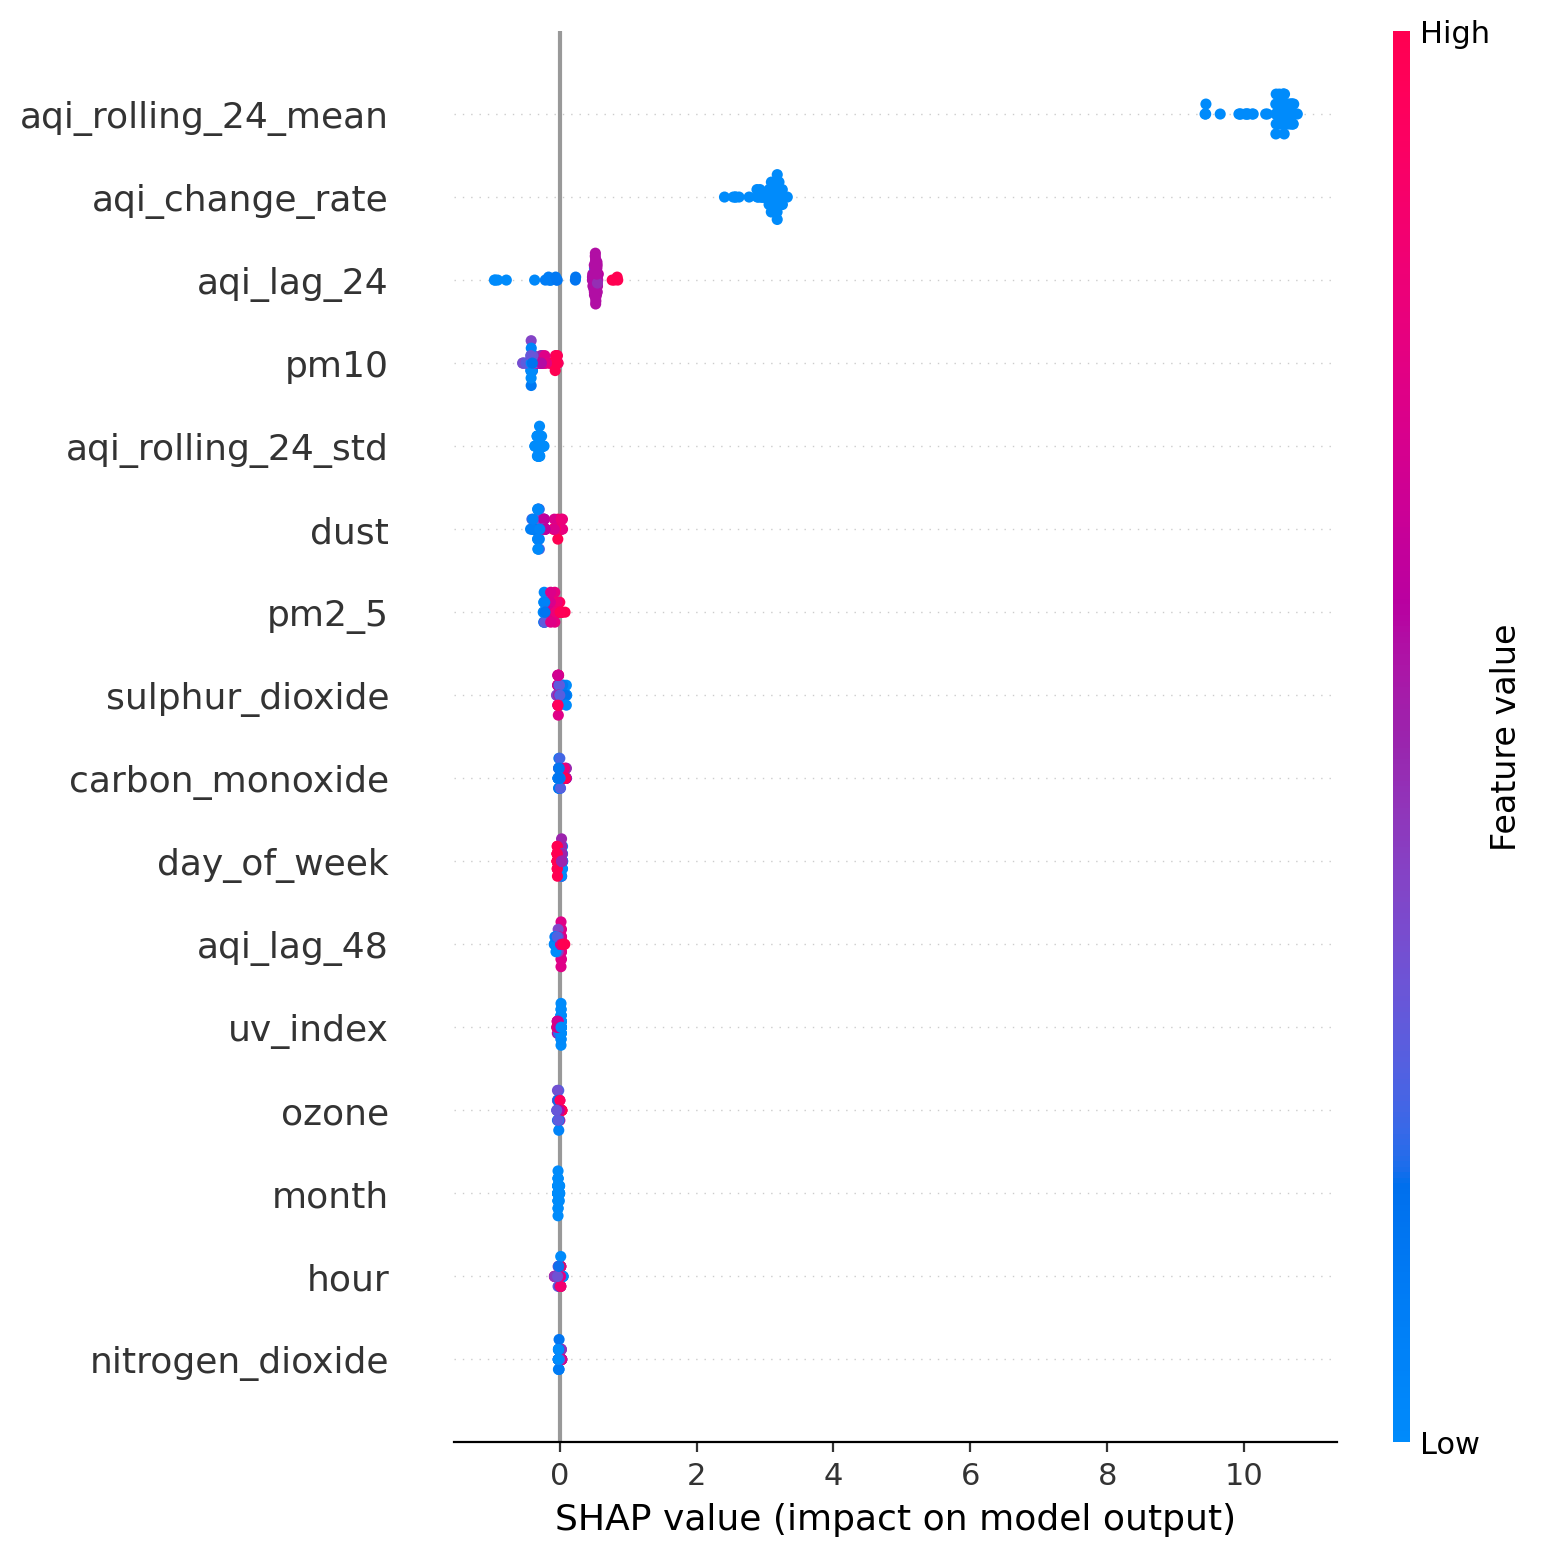 High
aqi_rolling_24_mean
aqi_change_rate
aqi_lag_24
pm10
aqi_rolling_24_std
dust
pm2_5
sulphur_dioxide
carbon_monoxide
day_of_week
aqi_lag_48
uv_index
ozone
month
hour
nitrogen_dioxide
Feature value
Low
0 2 4 6 8 10
SHAP value (impact on model output)